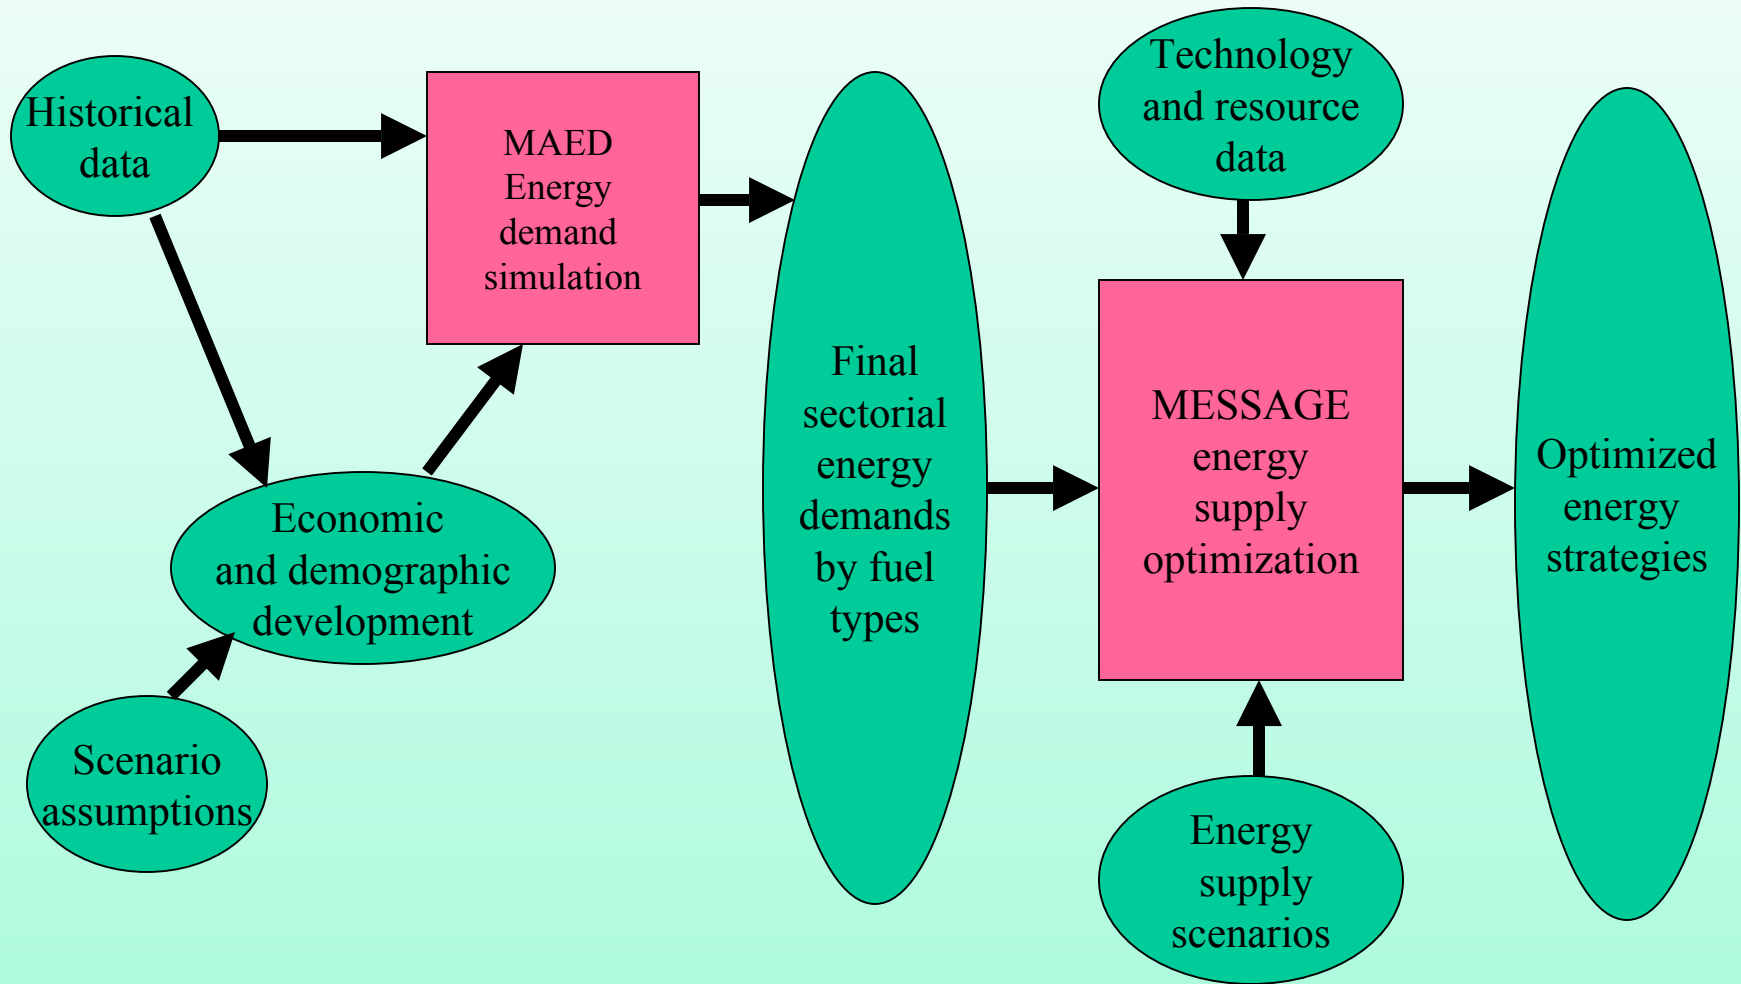 Historical
data
MAED
Energy
demand
simulation
Economic
and demographic
development
Scenario
assumptions
Final
sectorial
energy
demands
by fuel
types
Technology
and resource
data
MESSAGE
energy
supply
optimization
Energy
supply
scenarios
Optimized
energy
strategies